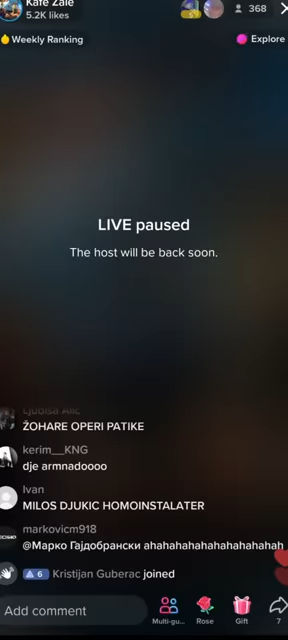 Kafe Zale
5.2K likes
368
Weekly Ranking
Explore
LIVE paused
The host will be back soon.
Ljubisa Alic
ŽOHARE OPERI PATIKE
kerim__KNG
dje armnadoooo
Ivan
MILOS DJUKIC HOMOINSTALATER
markovicm918
@Марко Гајдобрански ahahahahahahahahahahah
6 Kristijan Guberac joined
Add comment
Multi-gu...
Rose
Gift
7